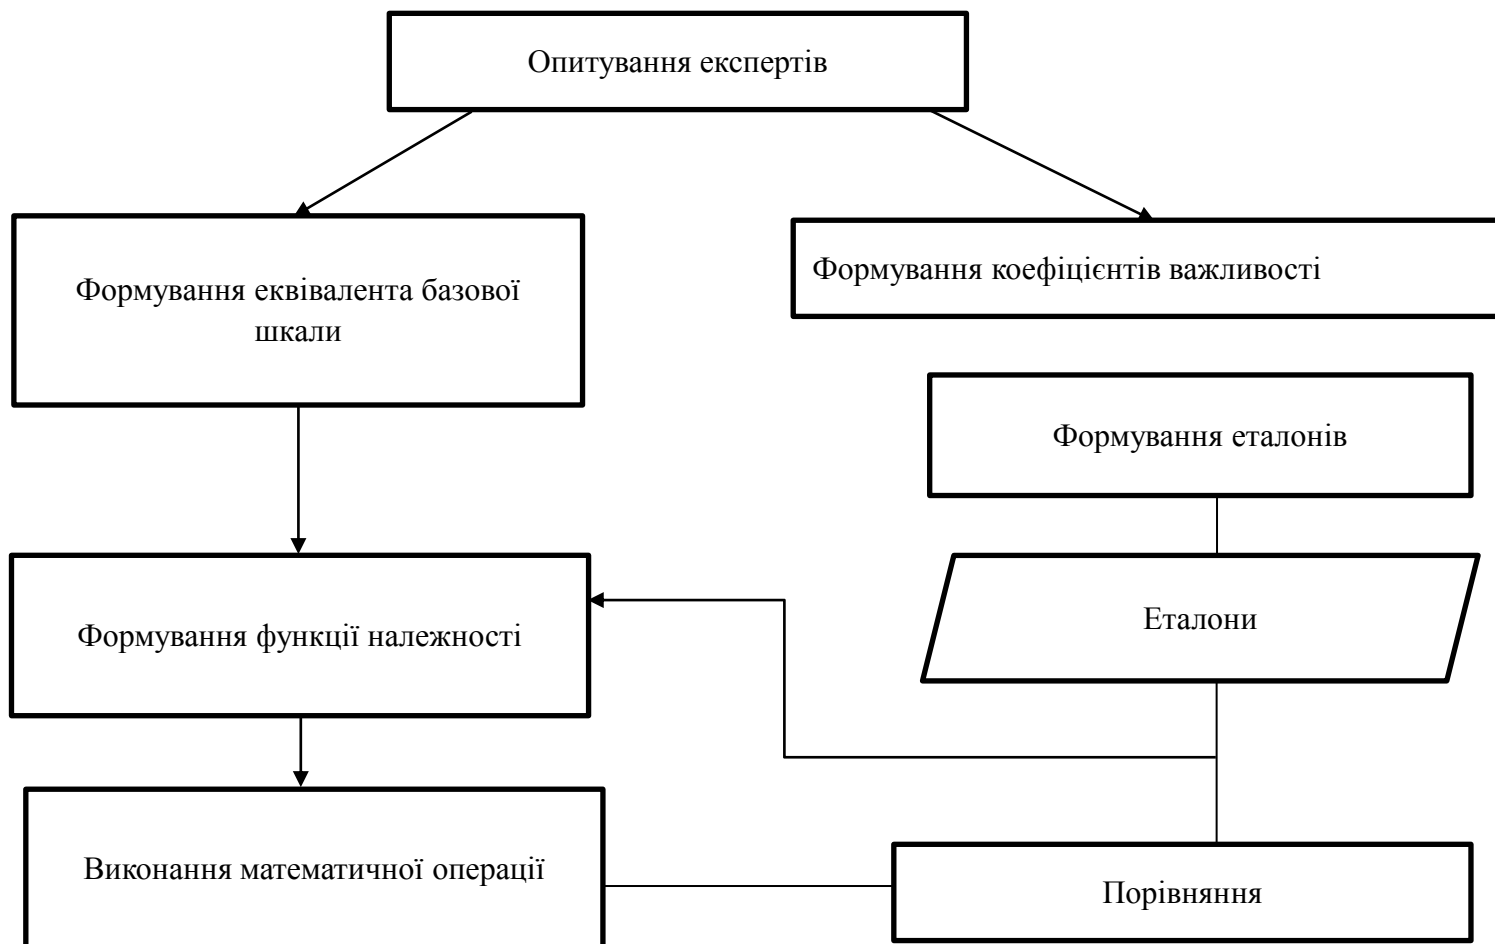 Опитування експертів
Формування еквівалента базової
шкали
Формування коефіцієнтів важливості
Формування еталонів
Формування функції належності
Еталони
Виконання математичної операції
Порівняння